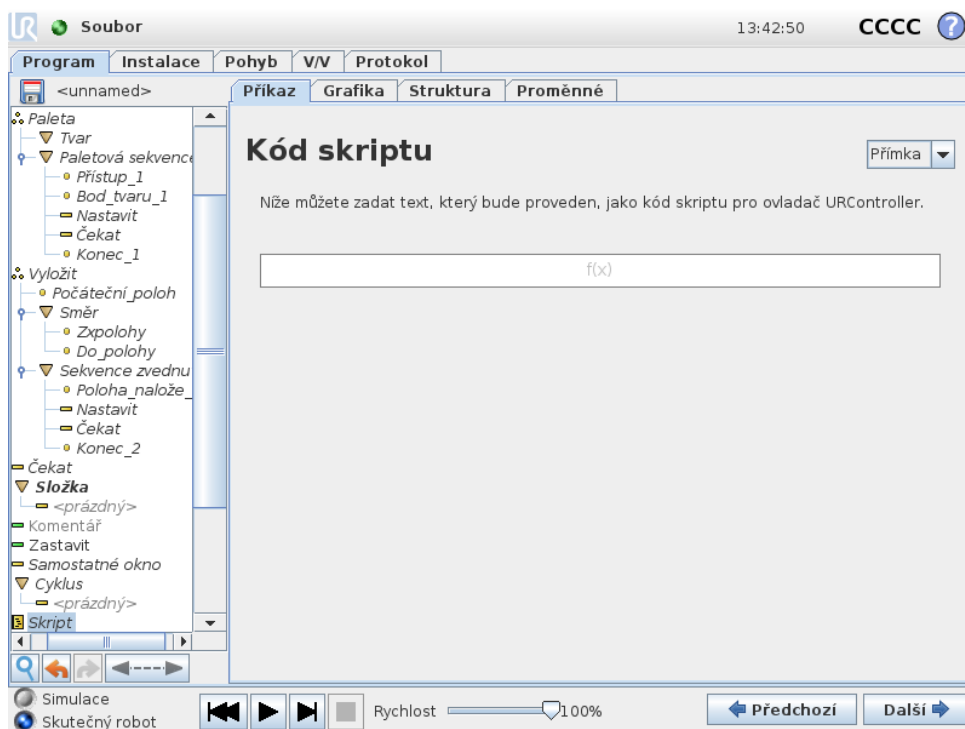 UR Soubor 13:42:50 CCCC ?
Program Instalace Pohyb V/V Protokol
<unnamed>
Příkaz Grafika Struktura Proměnné
Paleta
Tvar
Paletová sekvence
Přístup_1
Bod_tvaru_1
Nastavit
Čekat
Konec_1
Vyložit
Počáteční_poloh
Směr
Zxpolohy
Do_polohy
Sekvence zvednu
Poloha_nalože_
Nastavit
Čekat
Konec_2
Čekat
Složka
<prázdný>
Komentář
Zastavit
Samostatné okno
Cyklus
<prázdný>
Skript
Kód skriptu
Přímka
Níže můžete zadat text, který bude proveden, jako kód skriptu pro ovladač URController.
f(x)
Simulace
Skutečný robot
Rychlost 100%
Předchozí Další